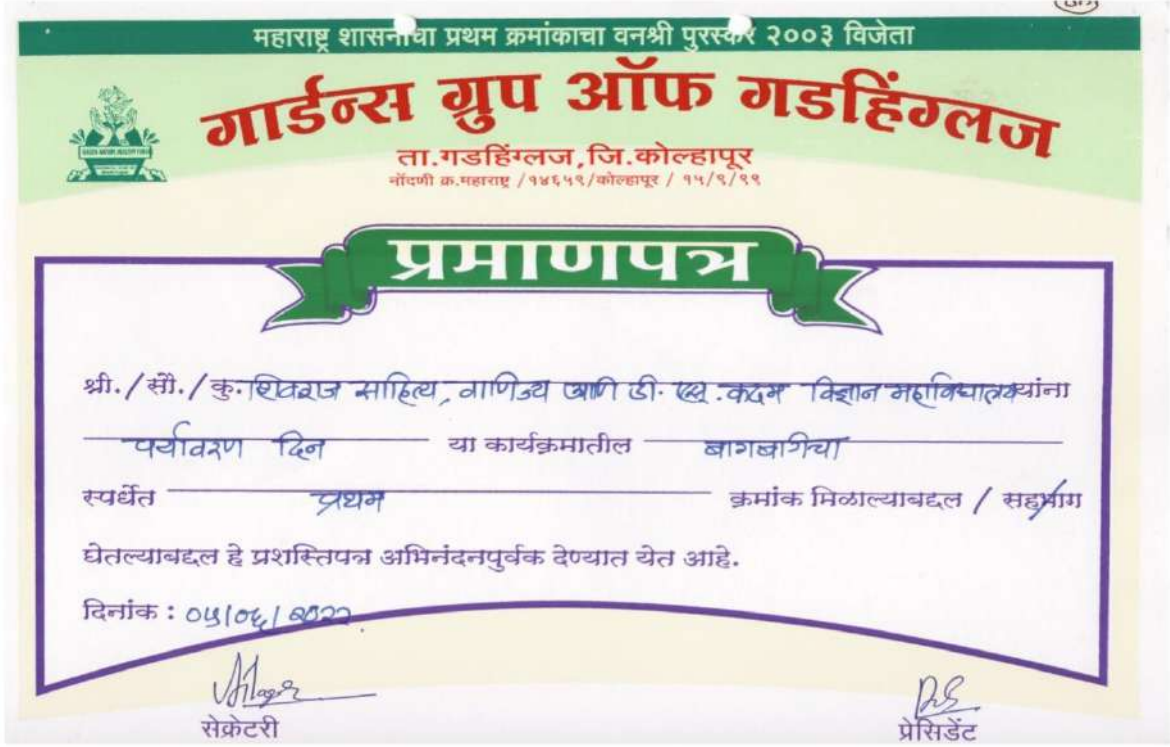 महाराष्ट्र शासनाचा प्रथम क्रमांकाचा वनश्री पुरस्कार २००३ विजेता
गार्डन्स ग्रुप ऑफ गडहिंग्लज
ता.गडहिंग्लज,जि.कोल्हापूर
नोंदणी क्र.महाराष्ट्र /१४६५९/कोल्हापूर / १५/९/९९
प्रमाणपत्र
श्री./सौ./कु. शिवराज साहित्य, वाणिज्य आणि डी. एस्. कदम विज्ञान महाविद्यालय यांना
पर्यावरण दिन या कार्यक्रमातील बागबागीचा
स्पर्धेत प्रथम क्रमांक मिळाल्याबद्दल / सहभाग
घेतल्याबद्दल हे प्रशस्तिपत्र अभिनंदनपुर्वक देण्यात येत आहे.
दिनांक : ०५/०६/२०२२
सेक्रेटरी
प्रेसिडेंट